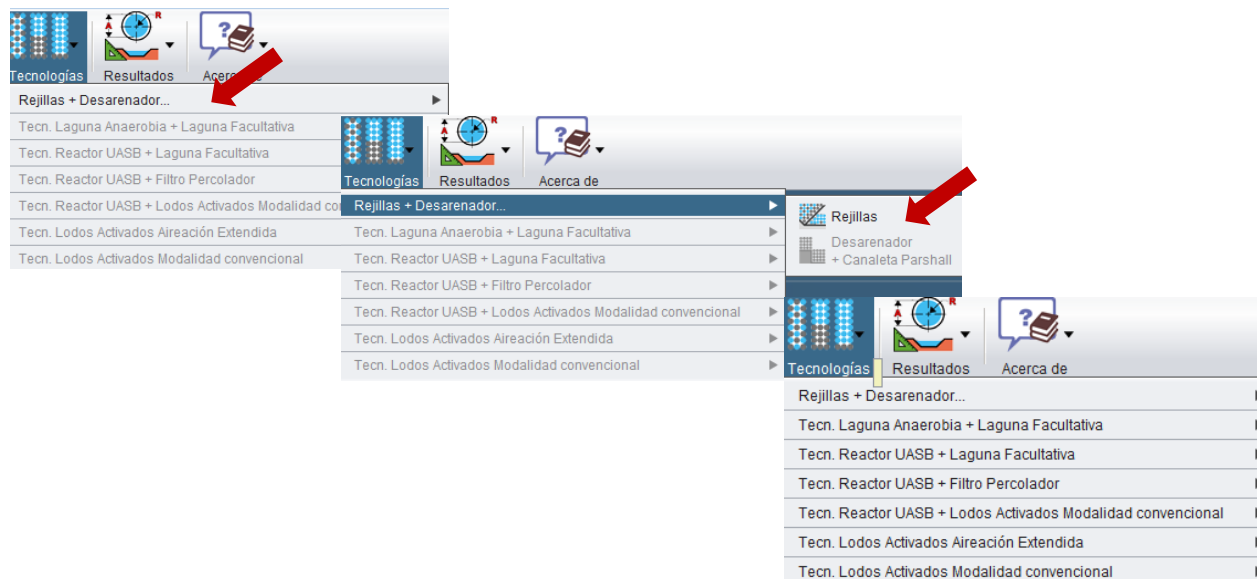 Tecnologías Resultados Acerca de
Rejillas + Desarenador...
Tecn. Laguna Anaerobia + Laguna Facultativa
Tecn. Reactor UASB + Laguna Facultativa
Tecn. Reactor UASB + Filtro Percolador
Tecn. Reactor UASB + Lodos Activados Modalidad co
Tecn. Lodos Activados Aireación Extendida
Tecn. Lodos Activados Modalidad convencional
Tecnologías Resultados Acerca de
Rejillas + Desarenador...
Tecn. Laguna Anaerobia + Laguna Facultativa
Tecn. Reactor UASB + Laguna Facultativa
Tecn. Reactor UASB + Filtro Percolador
Tecn. Reactor UASB + Lodos Activados Modalidad convencional
Tecn. Lodos Activados Aireación Extendida
Tecn. Lodos Activados Modalidad convencional
Rejillas
Desarenador
+ Canaleta Parshall
Tecnologías Resultados Acerca de
Rejillas + Desarenador...
Tecn. Laguna Anaerobia + Laguna Facultativa
Tecn. Reactor UASB + Laguna Facultativa
Tecn. Reactor UASB + Filtro Percolador
Tecn. Reactor UASB + Lodos Activados Modalidad convencional
Tecn. Lodos Activados Aireación Extendida
Tecn. Lodos Activados Modalidad convencional